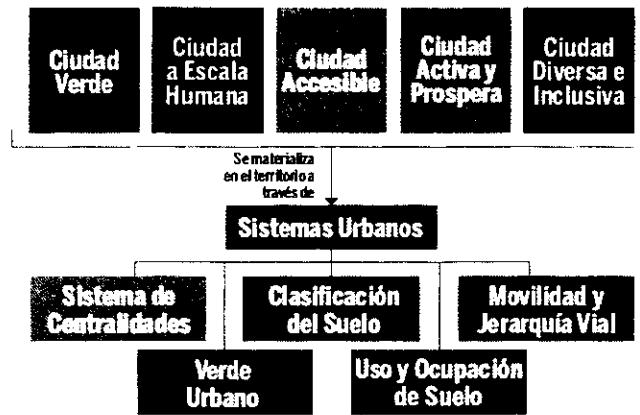 Ciudad
Verde
Ciudad
a Escala
Humana
Ciudad
Accesible
Ciudad
Activa y
Prospera
Ciudad
Diversa e
Inclusiva
Se materializa
en el territorio a
través de
Sistemas Urbanos
Sistema de
Centralidades
Clasificación
del Suelo
Movilidad y
Jerarquía Vial
Verde
Urbano
Uso y Ocupación
de Suelo